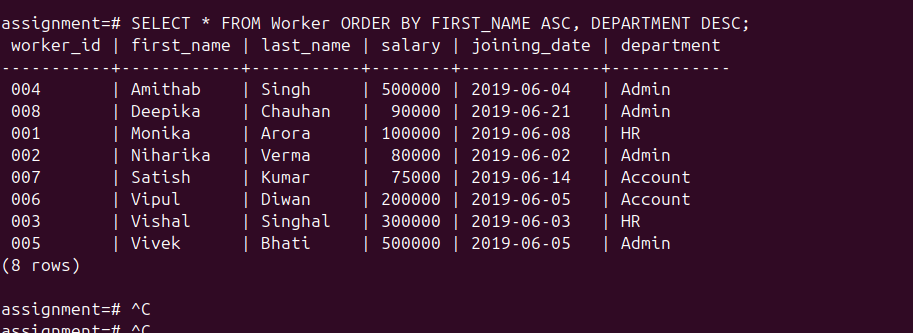 assignment=# SELECT * FROM Worker ORDER BY FIRST_NAME ASC, DEPARTMENT DESC;
 worker_id | first_name | last_name | salary | joining_date | department
-----------+------------+-----------+--------+--------------+------------
 004       | Amithab    | Singh     | 500000 | 2019-06-04   | Admin
 008       | Deepika    | Chauhan   |  90000 | 2019-06-21   | Admin
 001       | Monika     | Arora     | 100000 | 2019-06-08   | HR
 002       | Niharika   | Verma     |  80000 | 2019-06-02   | Admin
 007       | Satish     | Kumar     |  75000 | 2019-06-14   | Account
 006       | Vipul      | Diwan     | 200000 | 2019-06-05   | Account
 003       | Vishal     | Singhal   | 300000 | 2019-06-03   | HR
 005       | Vivek      | Bhati     | 500000 | 2019-06-05   | Admin
(8 rows)
assignment=# ^C
assignment=# ^C